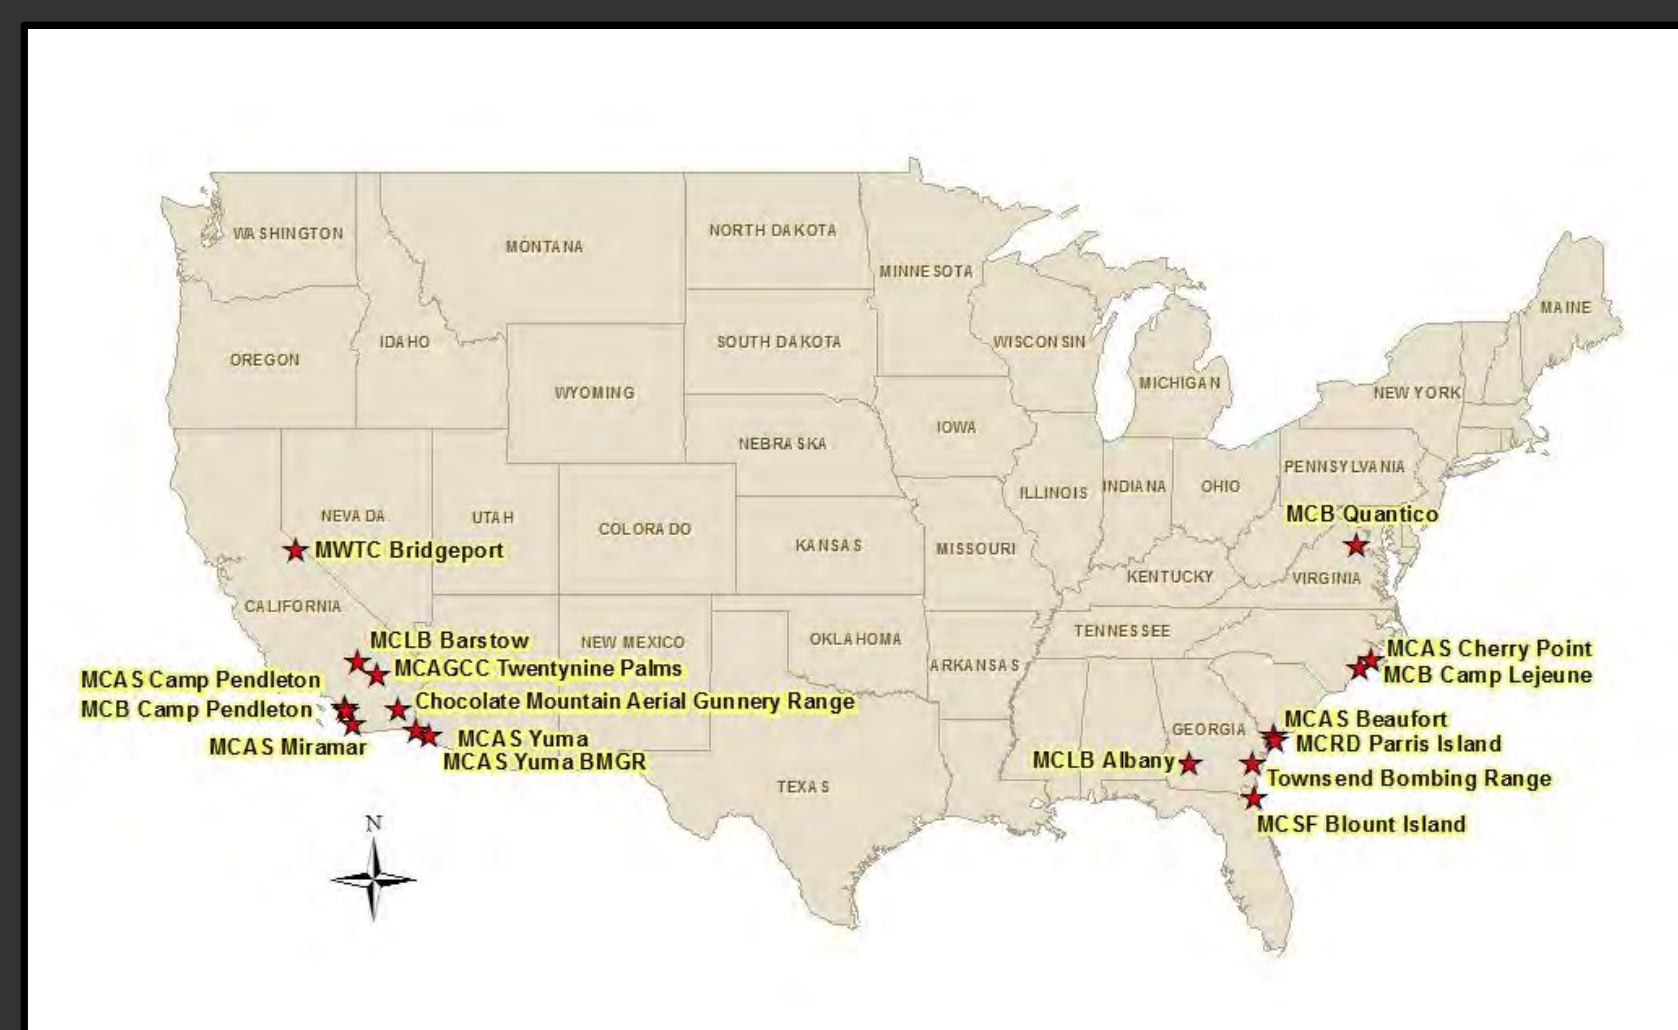 WASHINGTON
MONTANA
NORTH DAKOTA
MINNESOTA
MAINE
OREGON
IDAHO
SOUTH DAKOTA
WISCONSIN
WYOMING
MICHIGAN
NEW YORK
NEBRASKA
IOWA
PENNSYLVANIA
ILLINOIS
INDIANA
OHIO
NEVADA
UTAH
COLORADO
MCB Quantico
KANSAS
MISSOURI
MWTC Bridgeport
KENTUCKY
VIRGINIA
CALIFORNIA
TENNESSEE
MCLB Barstow
NEW MEXICO
OKLAHOMA
MCAS Cherry Point
MCAGCC Twentynine Palms
ARKANSAS
MCB Camp Lejeune
MCAS Camp Pendleton
Chocolate Mountain Aerial Gunnery Range
MCB Camp Pendleton
MCAS Beaufort
GEORGIA
MCAS Miramar
MCAS Yuma
MCRD Parris Island
MCAS Yuma BMGR
MCLB Albany
Townsend Bombing Range
TEXAS
MCSF Blount Island
N